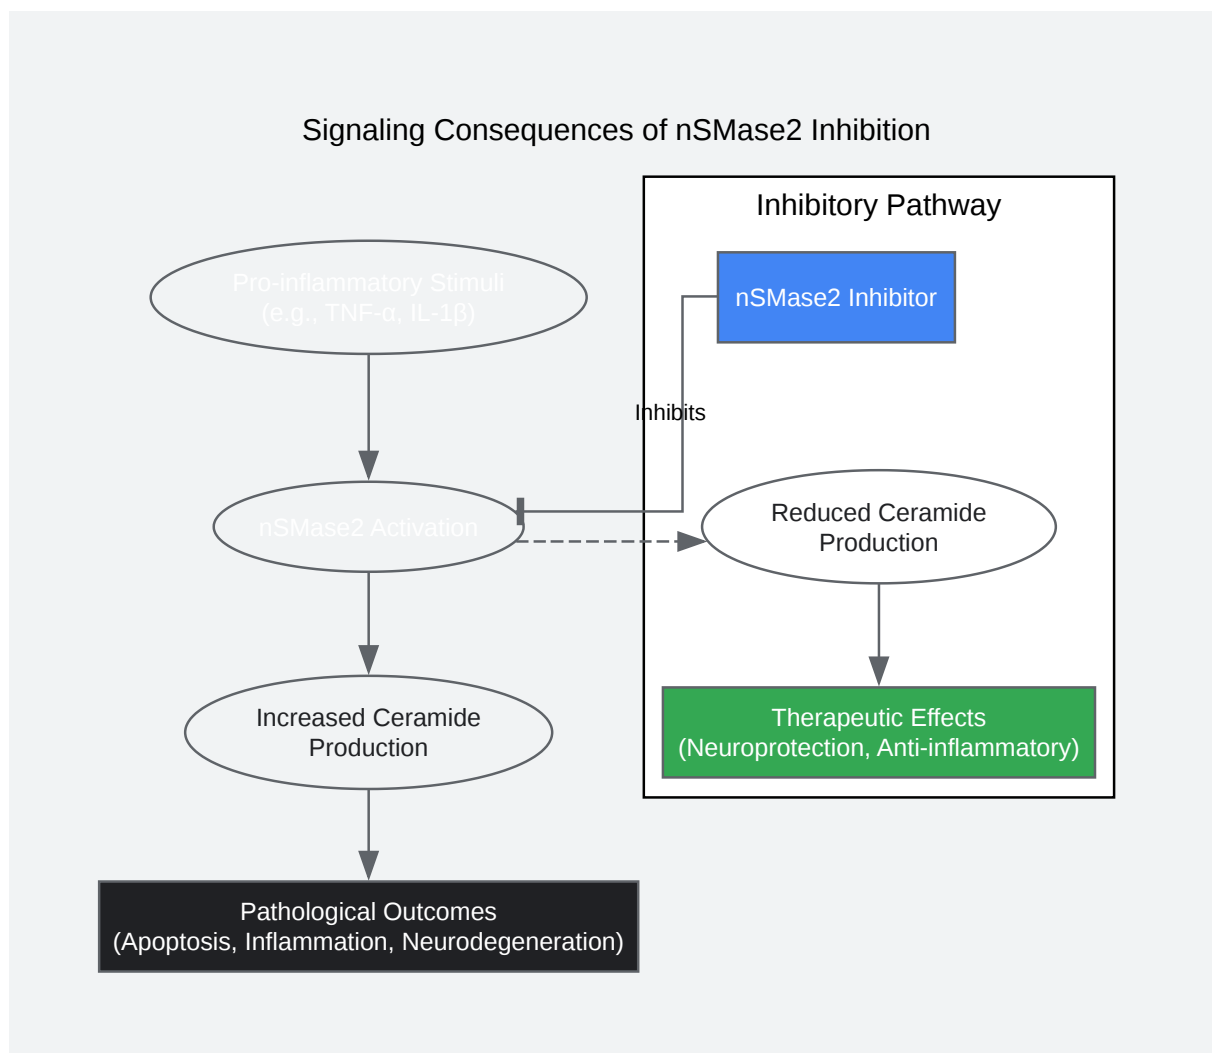 Signaling Consequences of nSMase2 Inhibition
Inhibitory Pathway
Pro-inflammatory Stimuli
(e.g., TNF-α, IL-1β)
nSMase2 Inhibitor
Inhibits
nSMase2 Activation
Reduced Ceramide
Production
Increased Ceramide
Production
Therapeutic Effects
(Neuroprotection, Anti-inflammatory)
Pathological Outcomes
(Apoptosis, Inflammation, Neurodegeneration)